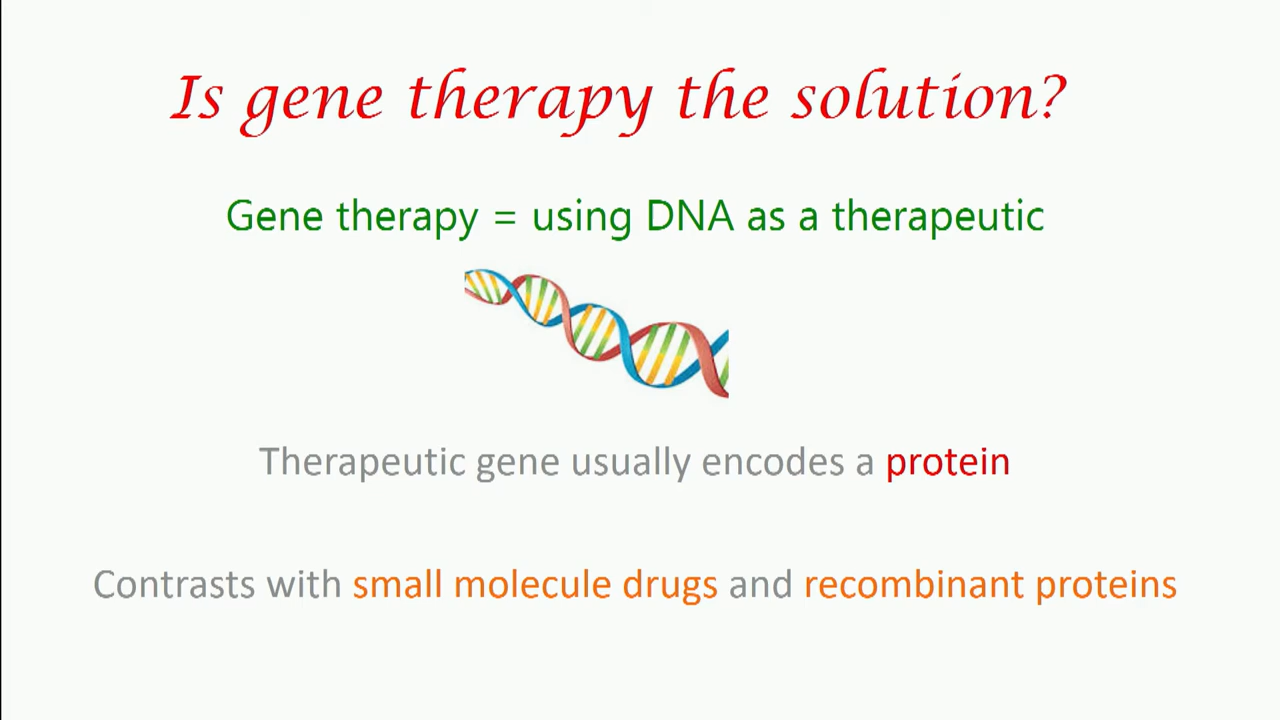 Is gene therapy the solution?
Gene therapy = using DNA as a therapeutic
Therapeutic gene usually encodes a protein
Contrasts with small molecule drugs and recombinant proteins